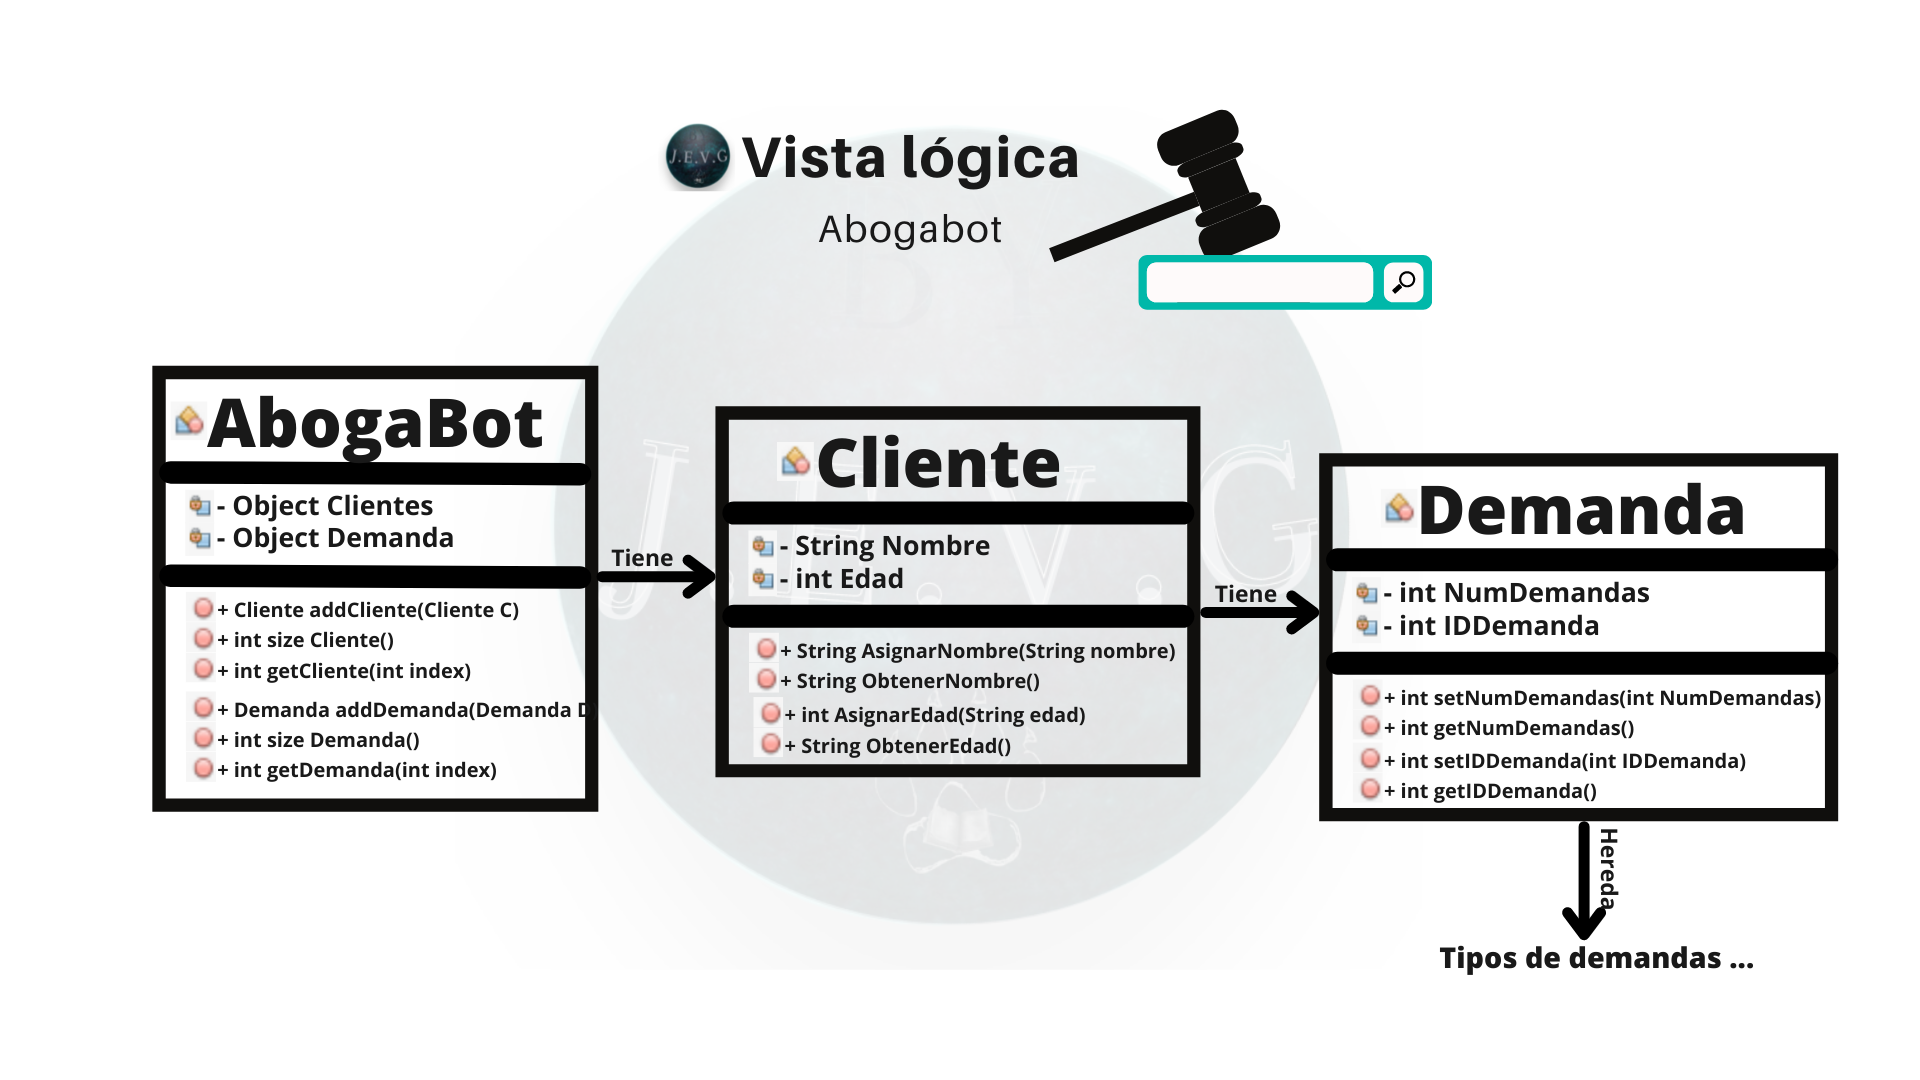 J.E.V.G
Vista lógica
Abogabot
AbogaBot
- Object Clientes
- Object Demanda
+ Cliente addCliente(Cliente C)
+ int size Cliente()
+ int getCliente(int index)
+ Demanda addDemanda(Demanda D)
+ int size Demanda()
+ int getDemanda(int index)
Tiene
Cliente
- String Nombre
- int Edad
+ String AsignarNombre(String nombre)
+ String ObtenerNombre()
+ int AsignarEdad(String edad)
+ String ObtenerEdad()
Tiene
Demanda
- int NumDemandas
- int IDDemanda
+ int setNumDemandas(int NumDemandas)
+ int getNumDemandas()
+ int setIDDemanda(int IDDemanda)
+ int getIDDemanda()
Hereda
Tipos de demandas ...
J.E.V.G